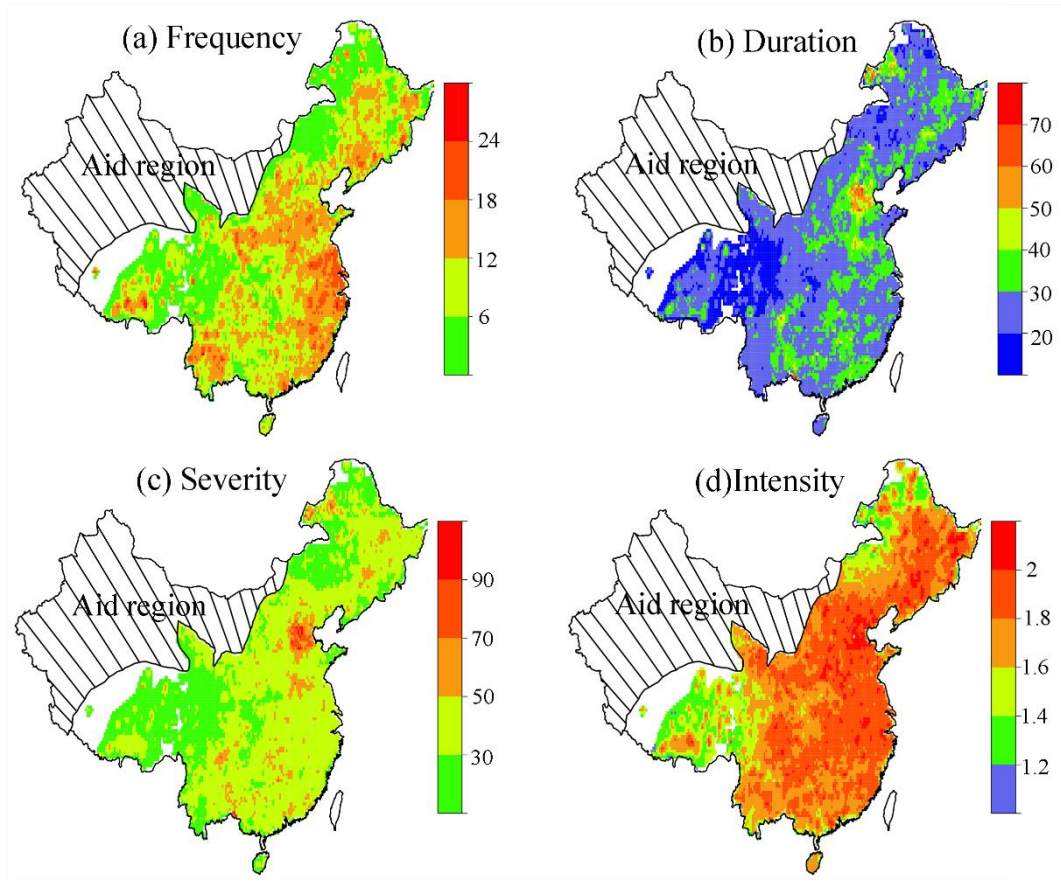 (a) Frequency
Aid region
24
18
12
6
(b) Duration
Aid region
70
60
50
40
30
20
(c) Severity
Aid region
90
70
50
30
(d)Intensity
Aid region
2
1.8
1.6
1.4
1.2